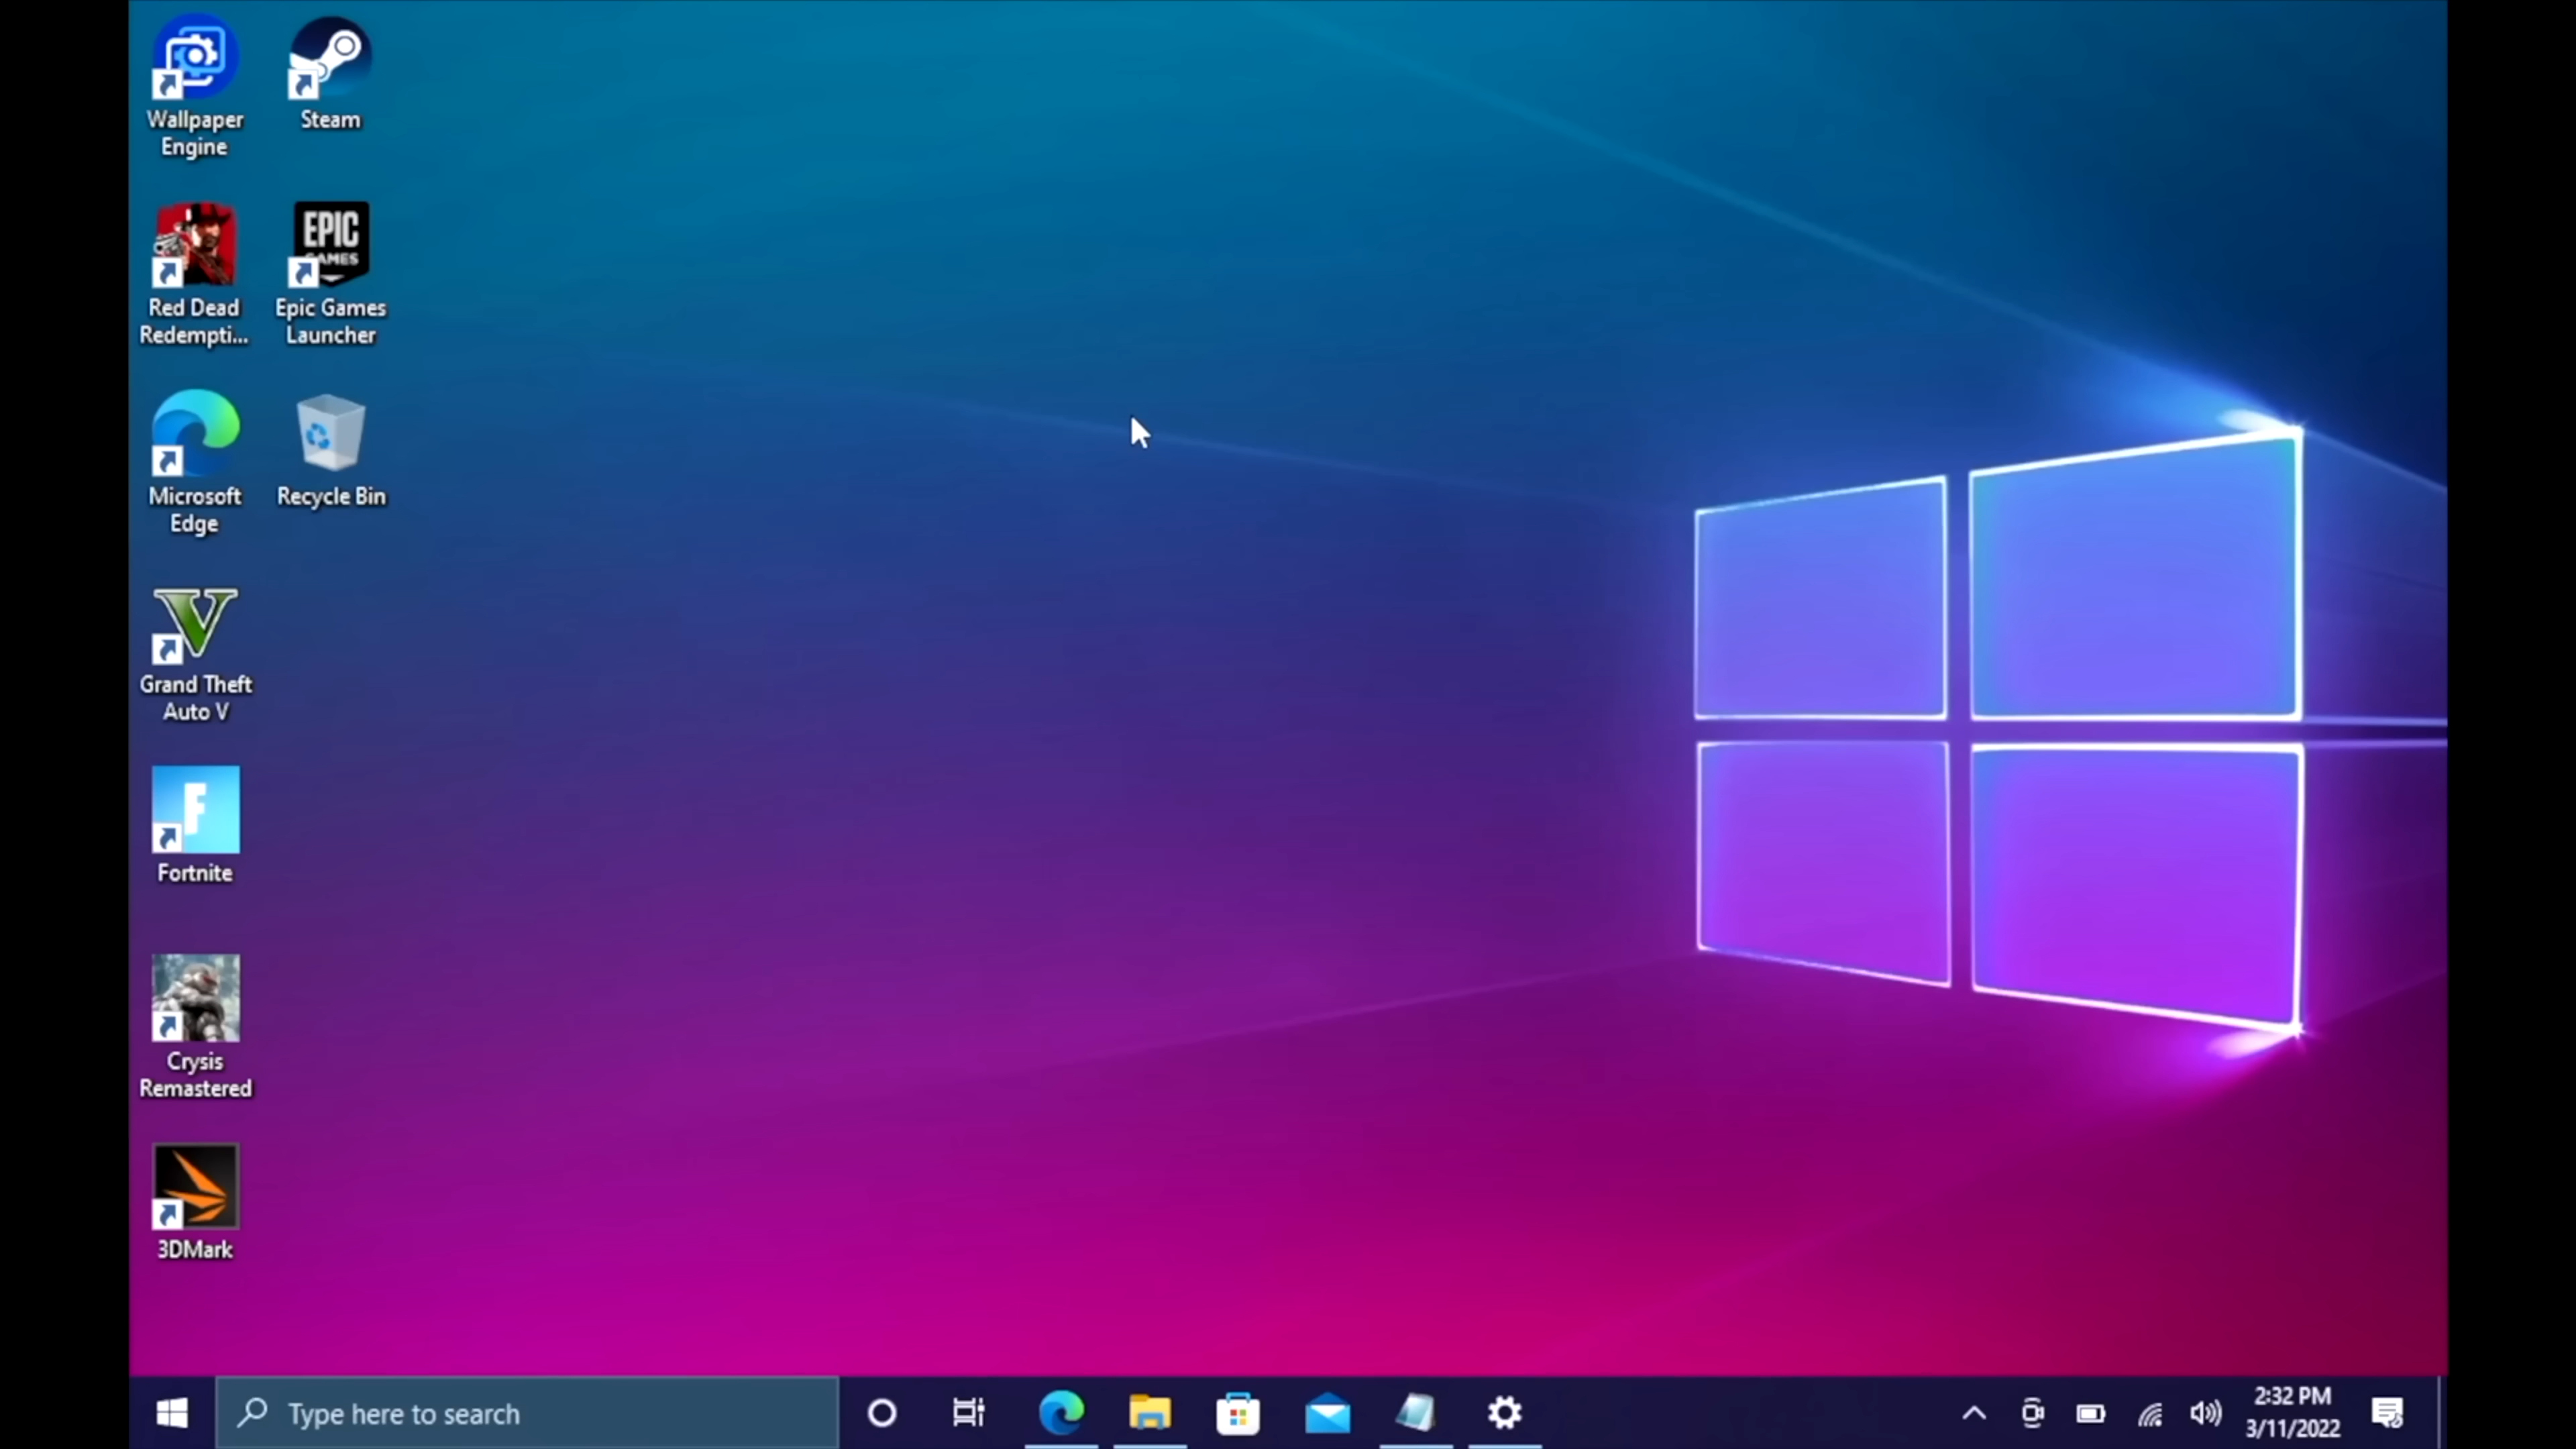 Wallpaper
Engine
Steam
Red Dead
Redempti...
EPIC
GAMES
Epic Games
Launcher
Microsoft
Edge
Recycle Bin
V
Grand Theft
Auto V
F
Fortnite
Crysis
Remastered
3DMark
Type here to search
2:32 PM
3/11/2022